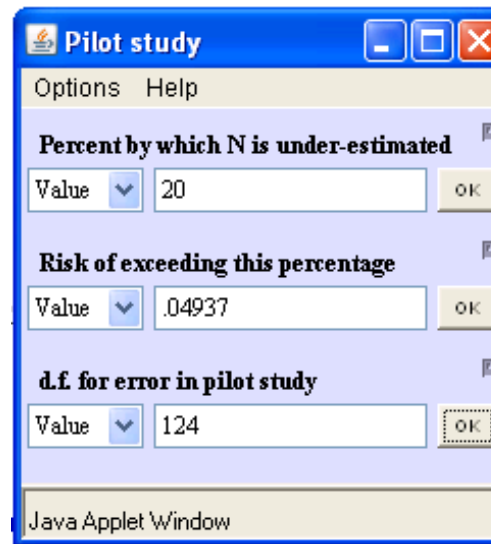 Pilot study
Options Help
Percent by which N is under-estimated
Value 20 OK
Risk of exceeding this percentage
Value .04937 OK
d.f. for error in pilot study
Value 124 OK
Java Applet Window